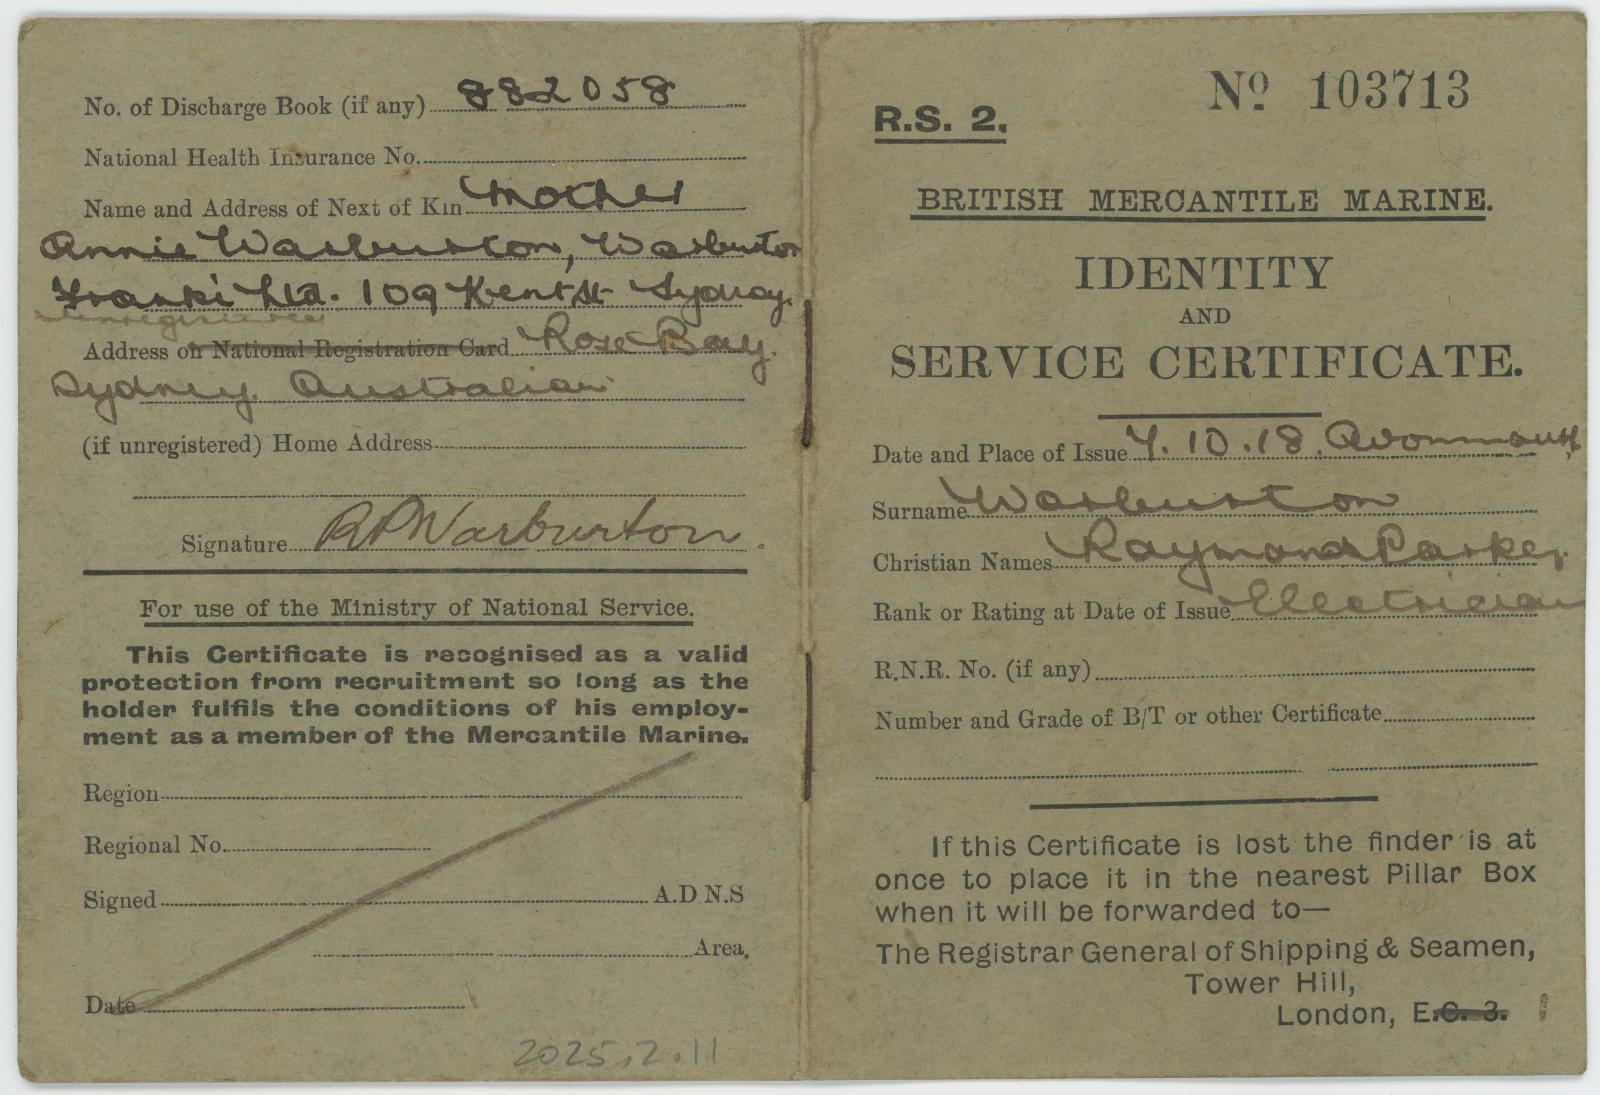 No. of Discharge Book (if any) 882058
National Health Insurance No.
Name and Address of Next of Kin Mother
Annie Warburton, Warburton
Franki Ltd. 109 Kent St Sydney.
unregistered
Address on National Registration Card Rose Bay.
Sydney. Australian
(if unregistered) Home Address
Signature R P Warburton.
For use of the Ministry of National Service.
This Certificate is recognised as a valid
protection from recruitment so long as the
holder fulfils the conditions of his employ-
ment as a member of the Mercantile Marine.
Region
Regional No.
Signed A.D N.S
Area.
Date
2025.2.11
No 103713
R.S. 2.
BRITISH MERCANTILE MARINE.
IDENTITY
AND
SERVICE CERTIFICATE.
Date and Place of Issue 7.10.18. Avonmouth
Surname Warburton
Christian Names Raymond Parker.
Rank or Rating at Date of Issue Electrician
R.N.R. No. (if any)
Number and Grade of B/T or other Certificate
If this Certificate is lost the finder is at
once to place it in the nearest Pillar Box
when it will be forwarded to—
The Registrar General of Shipping & Seamen,
Tower Hill,
London, E.C. 3. 1